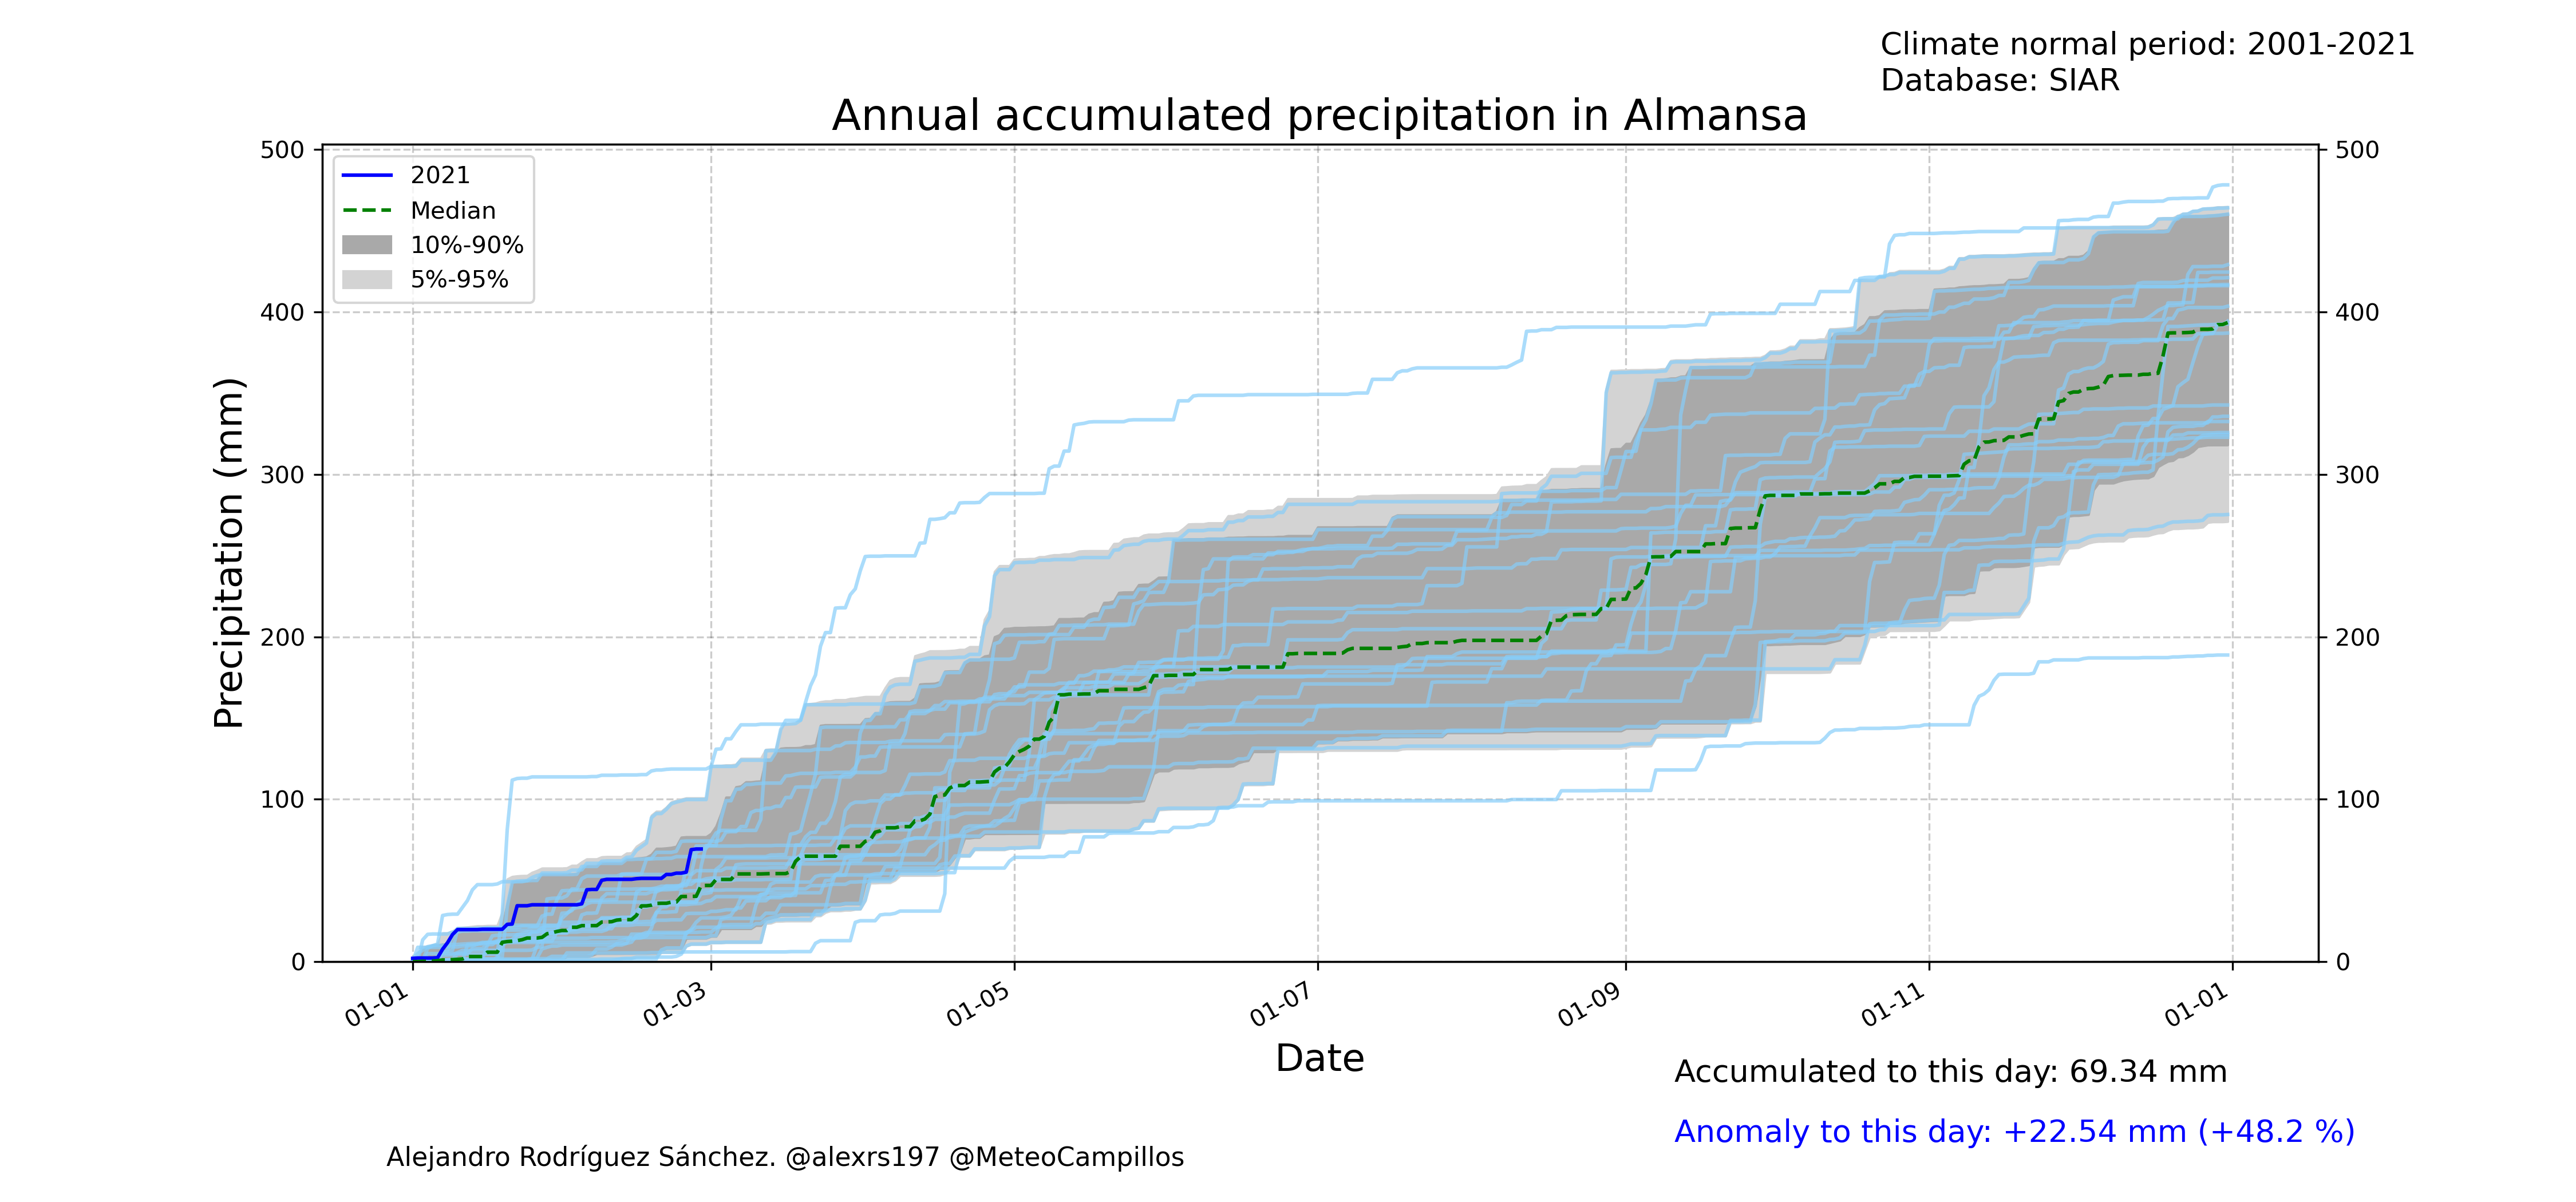 Climate normal period: 2001-2021
Database: SIAR
Annual accumulated precipitation in Almansa
2021
Median
10%-90%
5%-95%
Precipitation (mm)
500
400
300
200
100
0
500
400
300
200
100
0
01-01
01-03
01-05
01-07
01-09
01-11
01-01
Date
Accumulated to this day: 69.34 mm
Anomaly to this day: +22.54 mm (+48.2 %)
Alejandro Rodríguez Sánchez. @alexrs197 @MeteoCampillos